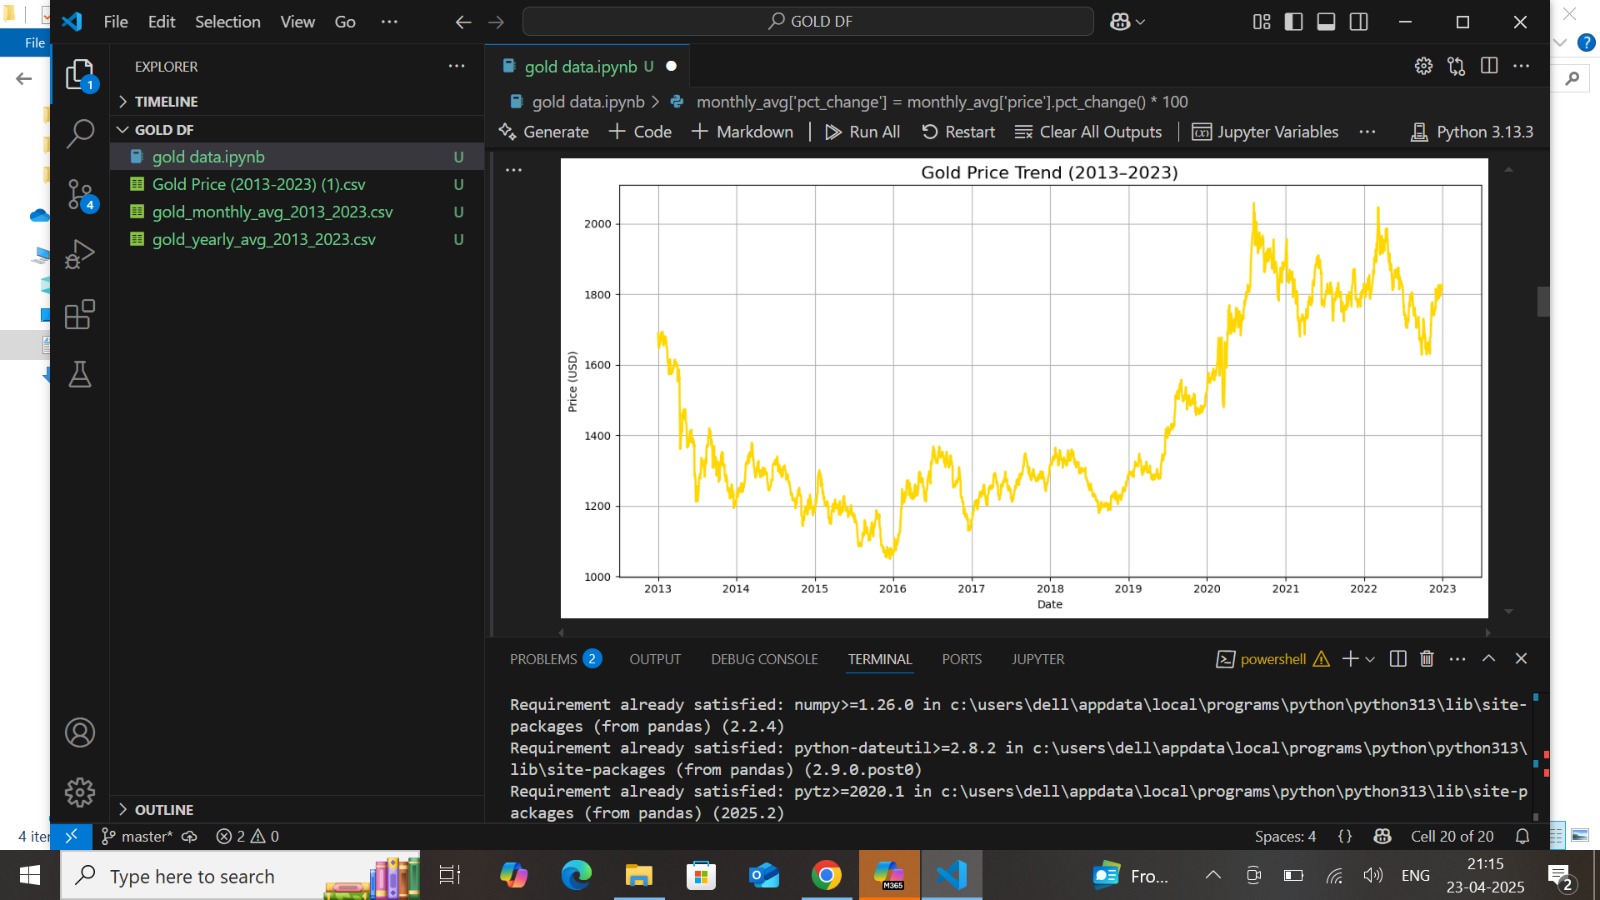 File
File Edit Selection View Go ··· GOLD DF
EXPLORER
TIMELINE
GOLD DF
gold data.ipynb U
Gold Price (2013-2023) (1).csv U
gold_monthly_avg_2013_2023.csv U
gold_yearly_avg_2013_2023.csv U
OUTLINE
1
4
gold data.ipynb U
gold data.ipynb > monthly_avg['pct_change'] = monthly_avg['price'].pct_change() * 100
Generate + Code + Markdown | Run All Restart Clear All Outputs | Jupyter Variables ··· Python 3.13.3
Gold Price Trend (2013–2023)
Price (USD)
2000
1800
1600
1400
1200
1000
2013 2014 2015 2016 2017 2018 2019 2020 2021 2022 2023
Date
PROBLEMS 2 OUTPUT DEBUG CONSOLE TERMINAL PORTS JUPYTER powershell
Requirement already satisfied: numpy>=1.26.0 in c:\users\dell\appdata\local\programs\python\python313\lib\site-
packages (from pandas) (2.2.4)
Requirement already satisfied: python-dateutil>=2.8.2 in c:\users\dell\appdata\local\programs\python\python313\
lib\site-packages (from pandas) (2.9.0.post0)
Requirement already satisfied: pytz>=2020.1 in c:\users\dell\appdata\local\programs\python\python313\lib\site-p
ackages (from pandas) (2025.2)
4 iter
master* 2 0 Spaces: 4 {} Cell 20 of 20
Type here to search
M365
Fro...
ENG
21:15
23-04-2025
2